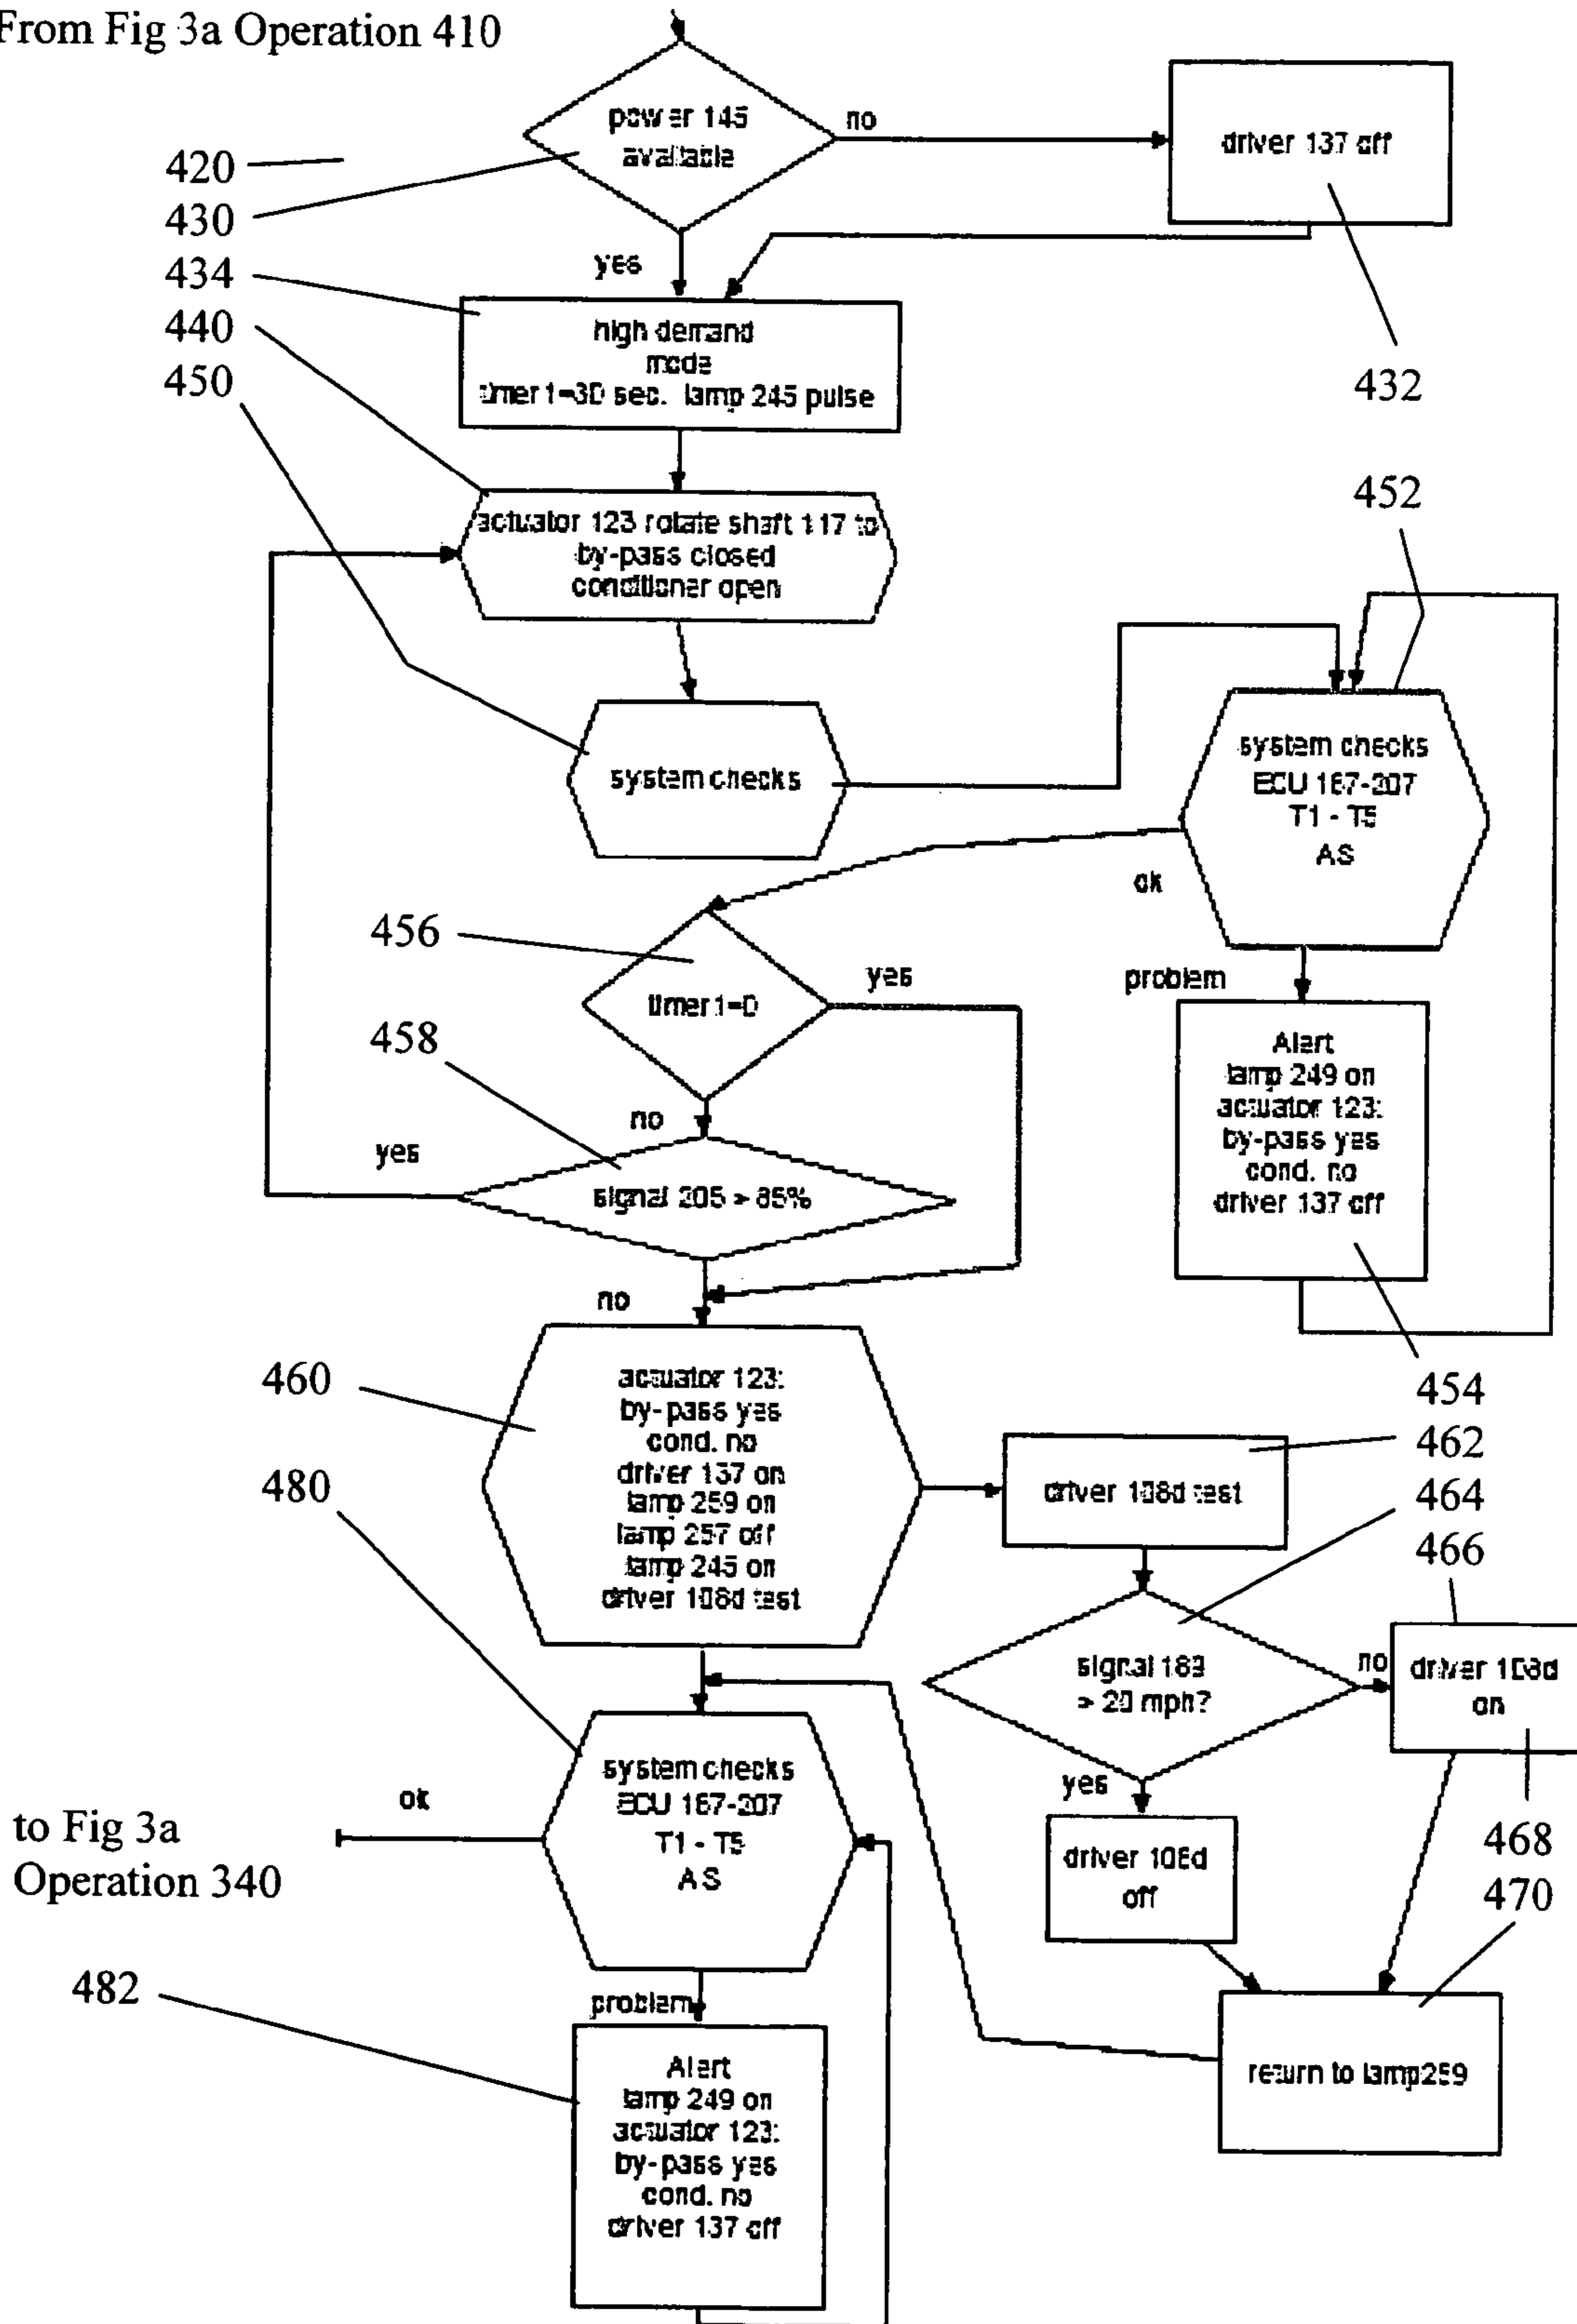 From Fig 3a Operation 410
power 145
available
no
driver 137 off
420
430
434
440
450
yes
high demand
mode
timer1=30 sec. lamp 245 pulse
432
actuator 123 rotate shaft 117 to
by-pass closed
conditioner open
452
system checks
system checks
ECU 167-207
T1 - T5
AS
ok
456
timer1=0
yes
problem
458
no
Alert
lamp 249 on
actuator 123:
by-pass yes
cond. no
driver 137 off
yes
signal 205 > 85%
no
460
actuator 123:
by-pass yes
cond. no
driver 137 on
lamp 259 on
lamp 257 off
lamp 245 on
driver 108d test
454
462
464
466
480
driver 108d test
signal 189
> 20 mph?
no
driver 108d
on
yes
system checks
ECU 167-207
T1 - T5
AS
ok
to Fig 3a
Operation 340
driver 108d
off
468
470
482
problem
Alert
lamp 249 on
actuator 123:
by-pass yes
cond. no
driver 137 off
return to lamp259